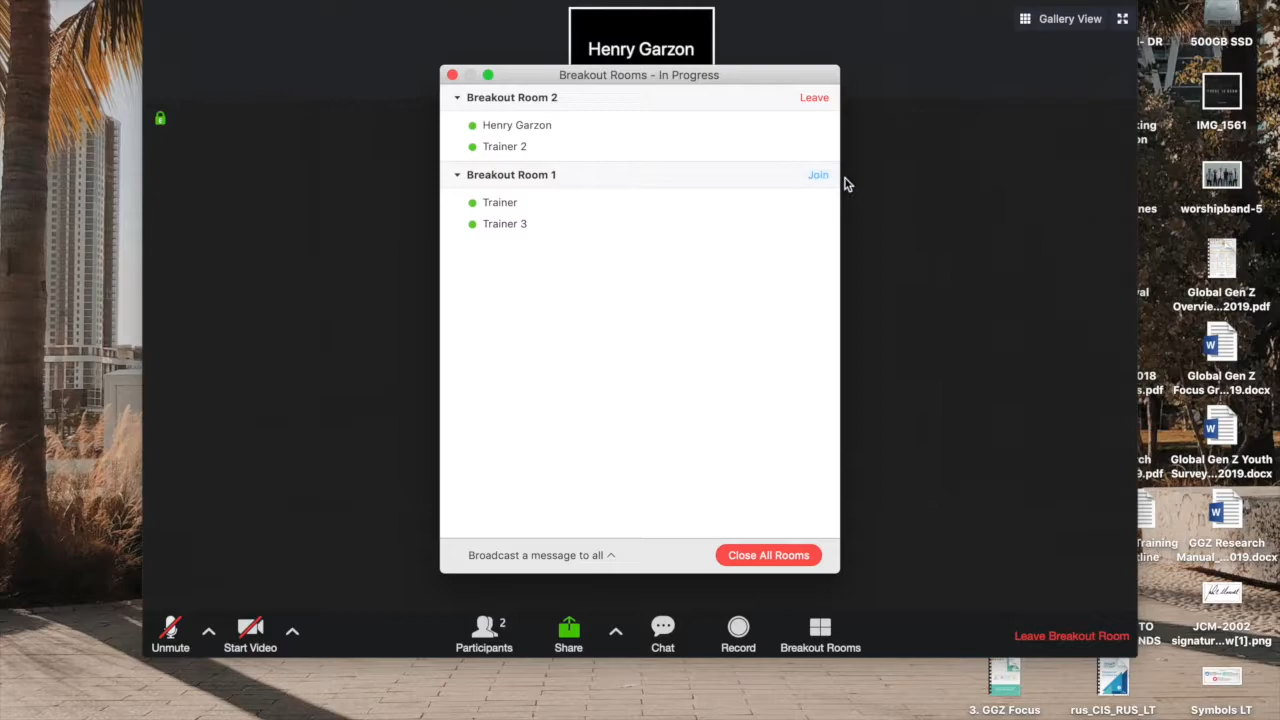 Henry Garzon
Gallery View
Breakout Rooms - In Progress
Breakout Room 2
Leave
Henry Garzon
Trainer 2
Breakout Room 1
Join
Trainer
Trainer 3
Broadcast a message to all
Close All Rooms
Unmute
Start Video
Participants
2
Share
Chat
Record
Breakout Rooms
Leave Breakout Room
- DR
500GB SSD
IMG_1561
worshipband-5
Global Gen Z
Overvie...2019.pdf
Global Gen Z
Focus Gr...19.docx
Global Gen Z Youth
Survey...2019.docx
GGZ Research
Manual_...019.docx
JCM-2002
signatur...w[1].png
3. GGZ Focus
rus_CIS_RUS_LT
Symbols LT